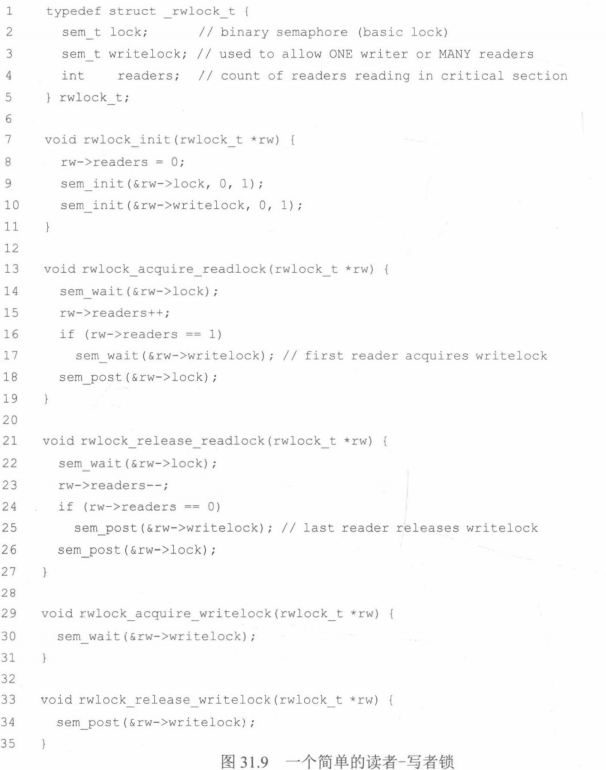 1 typedef struct _rwlock_t {
2 sem_t lock; // binary semaphore (basic lock)
3 sem_t writelock; // used to allow ONE writer or MANY readers
4 int readers; // count of readers reading in critical section
5 } rwlock_t;
6
7 void rwlock_init(rwlock_t *rw) {
8 rw->readers = 0;
9 sem_init(&rw->lock, 0, 1);
10 sem_init(&rw->writelock, 0, 1);
11 }
12
13 void rwlock_acquire_readlock(rwlock_t *rw) {
14 sem_wait(&rw->lock);
15 rw->readers++;
16 if (rw->readers == 1)
17 sem_wait(&rw->writelock); // first reader acquires writelock
18 sem_post(&rw->lock);
19 }
20
21 void rwlock_release_readlock(rwlock_t *rw) {
22 sem_wait(&rw->lock);
23 rw->readers--;
24 if (rw->readers == 0)
25 sem_post(&rw->writelock); // last reader releases writelock
26 sem_post(&rw->lock);
27 }
28
29 void rwlock_acquire_writelock(rwlock_t *rw) {
30 sem_wait(&rw->writelock);
31 }
32
33 void rwlock_release_writelock(rwlock_t *rw) {
34 sem_post(&rw->writelock);
35 }
图 31.9 一个简单的读者-写者锁